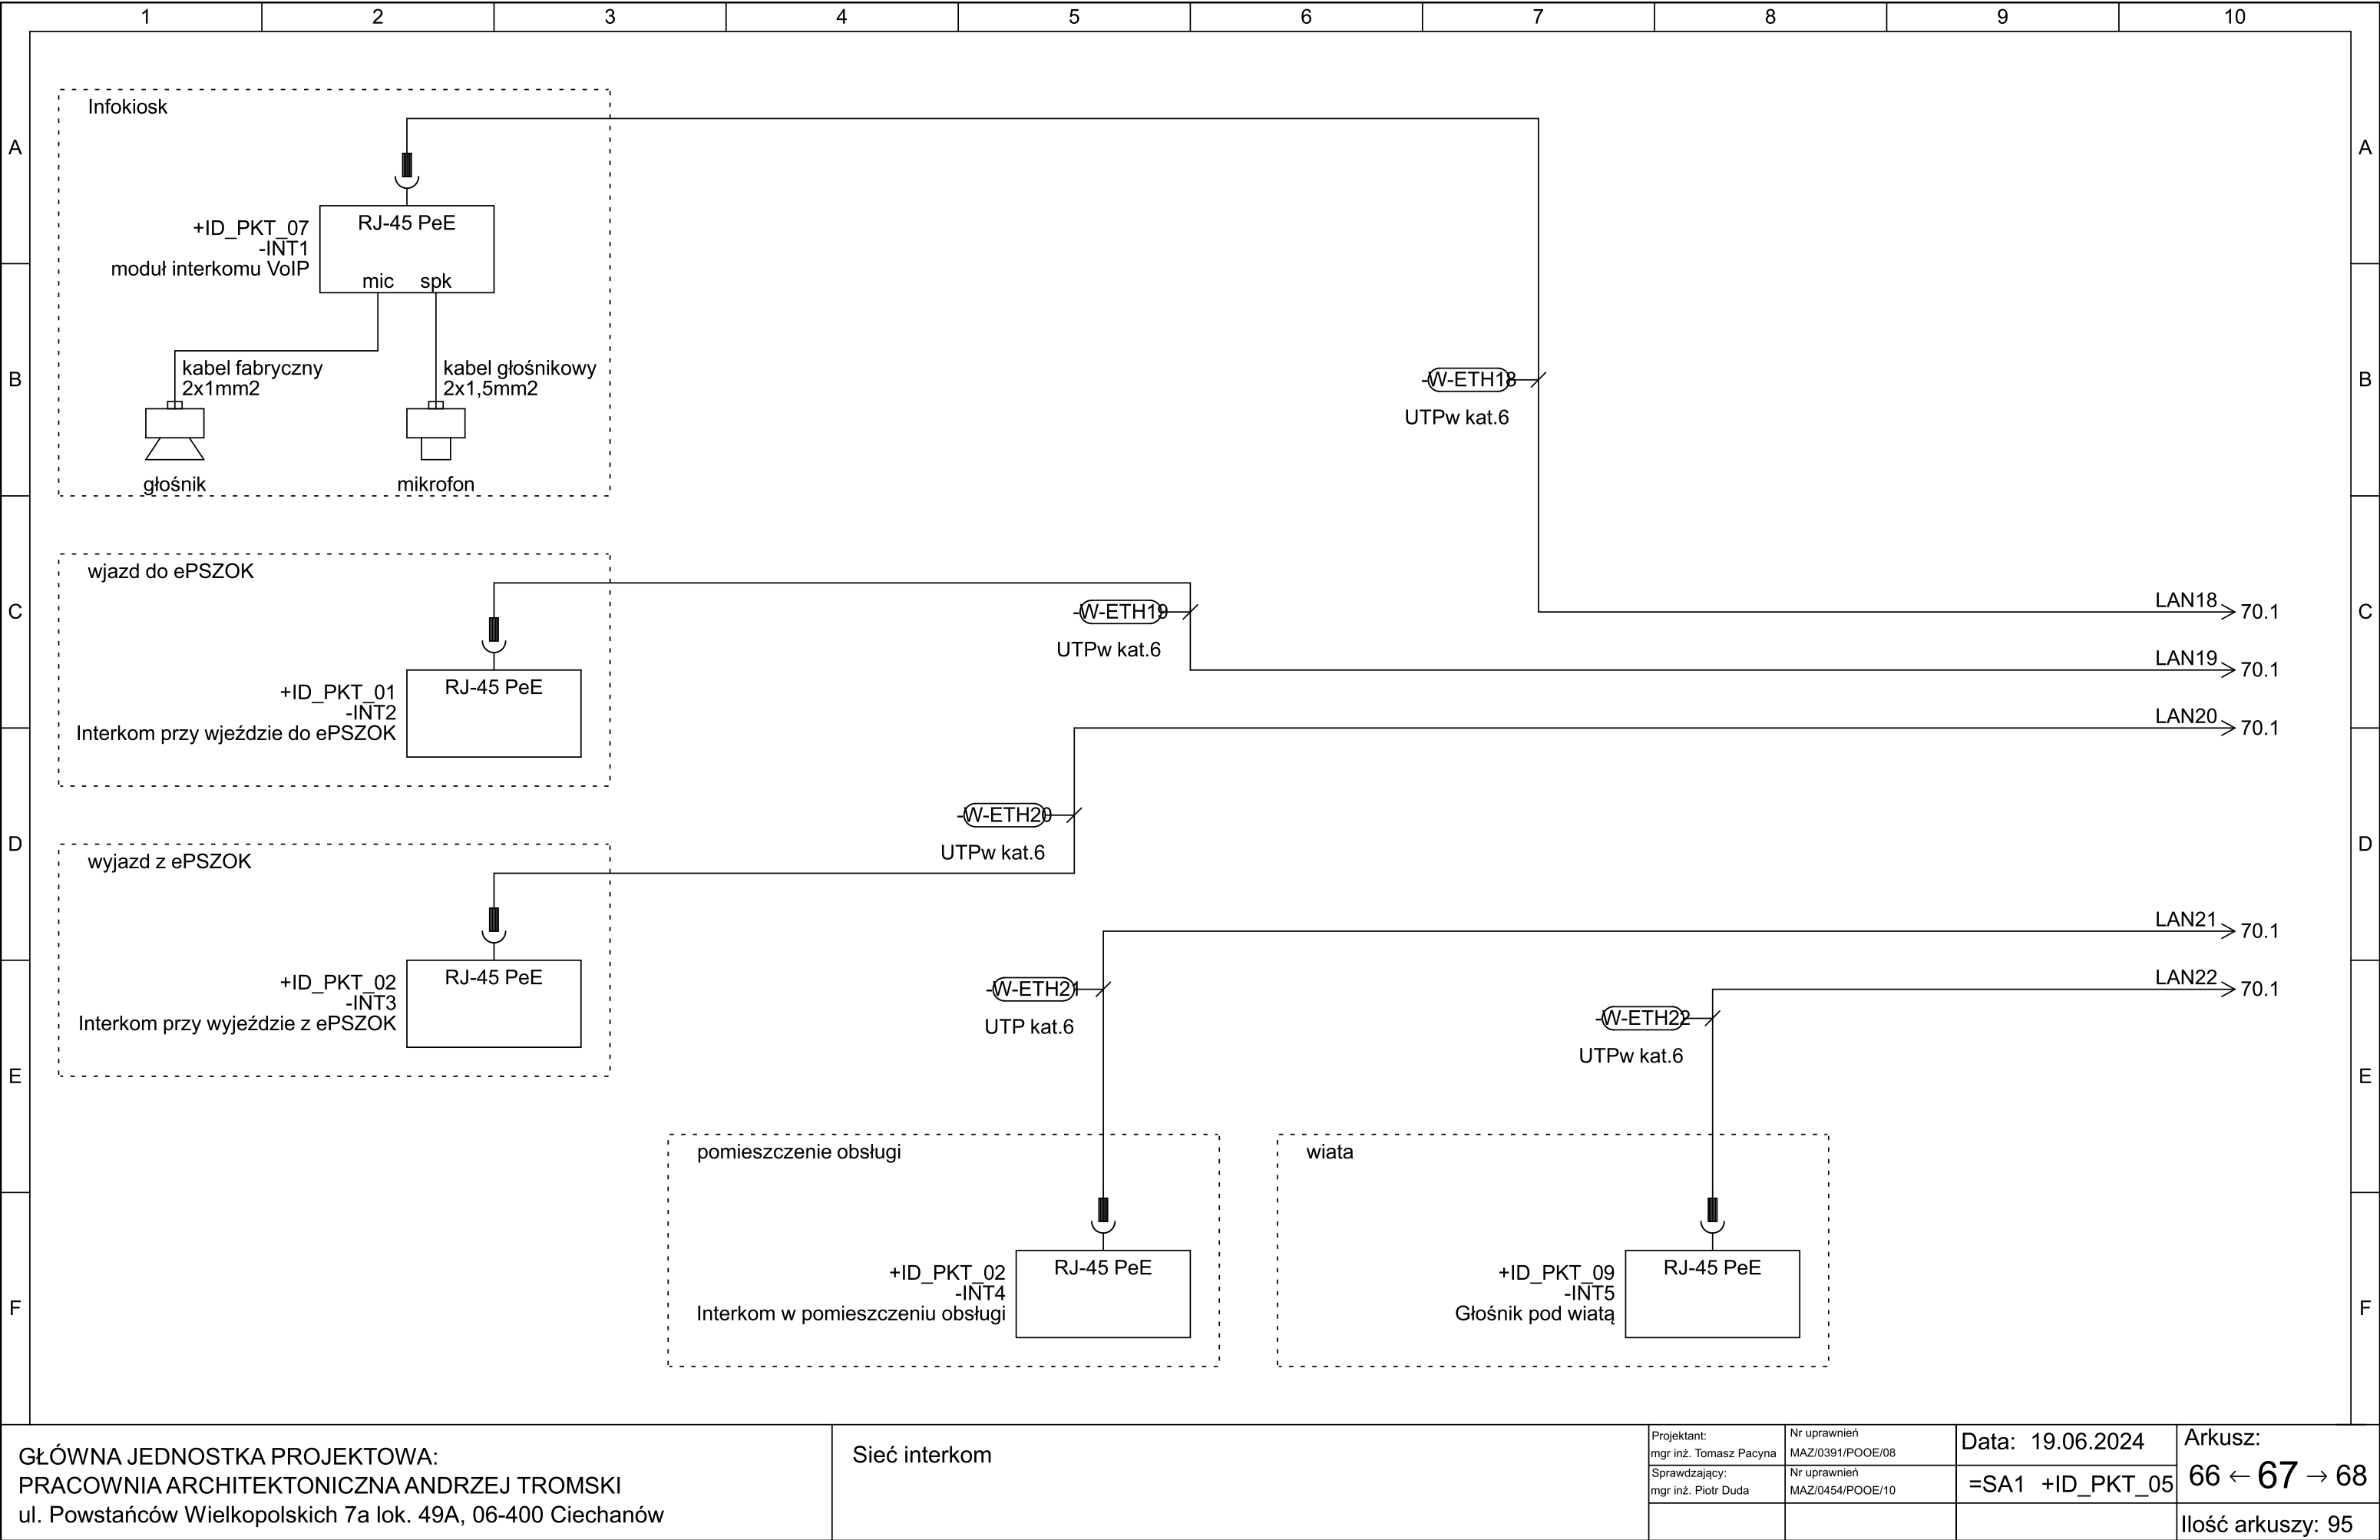 1 2 3 4 5 6 7 8 9 10
A A
B B
C C
D D
E E
F F
Infokiosk
RJ-45 PeE
+ID_PKT_07
-INT1
moduł interkomu VoIP
mic spk
kabel fabryczny
2x1mm2
kabel głośnikowy
2x1,5mm2
głośnik
mikrofon
-W-ETH18
UTPw kat.6
wjazd do ePSZOK
RJ-45 PeE
+ID_PKT_01
-INT2
Interkom przy wjeździe do ePSZOK
-W-ETH19
UTPw kat.6
LAN18 70.1
LAN19 70.1
LAN20 70.1
-W-ETH20
UTPw kat.6
wyjazd z ePSZOK
RJ-45 PeE
+ID_PKT_02
-INT3
Interkom przy wyjeździe z ePSZOK
LAN21 70.1
LAN22 70.1
-W-ETH21
UTP kat.6
-W-ETH22
UTPw kat.6
pomieszczenie obsługi
RJ-45 PeE
+ID_PKT_02
-INT4
Interkom w pomieszczeniu obsługi
wiata
RJ-45 PeE
+ID_PKT_09
-INT5
Głośnik pod wiatą
GŁÓWNA JEDNOSTKA PROJEKTOWA:
PRACOWNIA ARCHITEKTONICZNA ANDRZEJ TROMSKI
ul. Powstańców Wielkopolskich 7a lok. 49A, 06-400 Ciechanów
Sieć interkom
Projektant:
mgr inż. Tomasz Pacyna
Nr uprawnień
MAZ/0391/POOE/08
Sprawdzający:
mgr inż. Piotr Duda
Nr uprawnień
MAZ/0454/POOE/10
Data: 19.06.2024
=SA1 +ID_PKT_05
Arkusz:
66 ← 67 → 68
Ilość arkuszy: 95